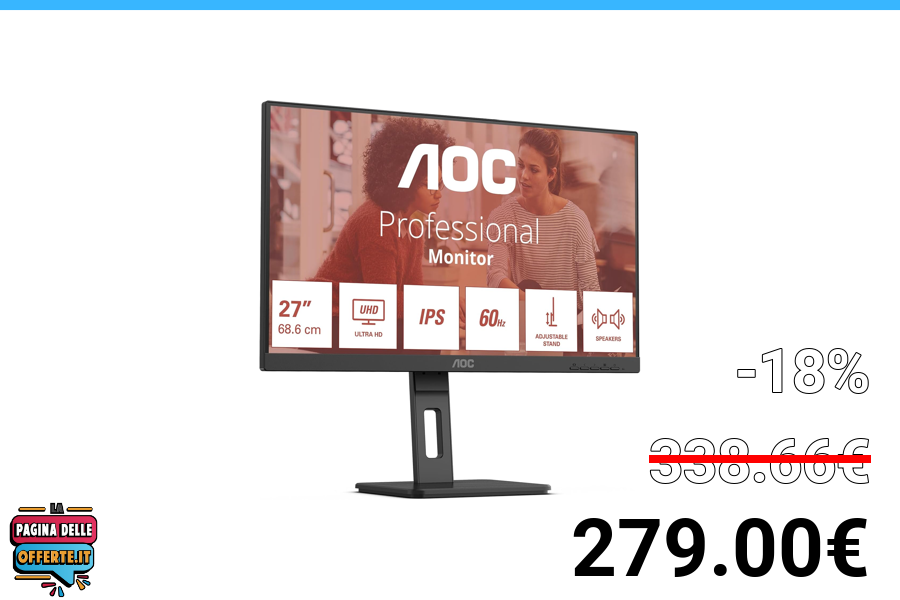 AOC
Professional
Monitor
27”
68.6 cm
UHD
ULTRA HD
IPS
60Hz
ADJUSTABLE
STAND
SPEAKERS
AOC
-18%
338.66€
279.00€
LA
PAGINA DELLE
OFFERTE.IT